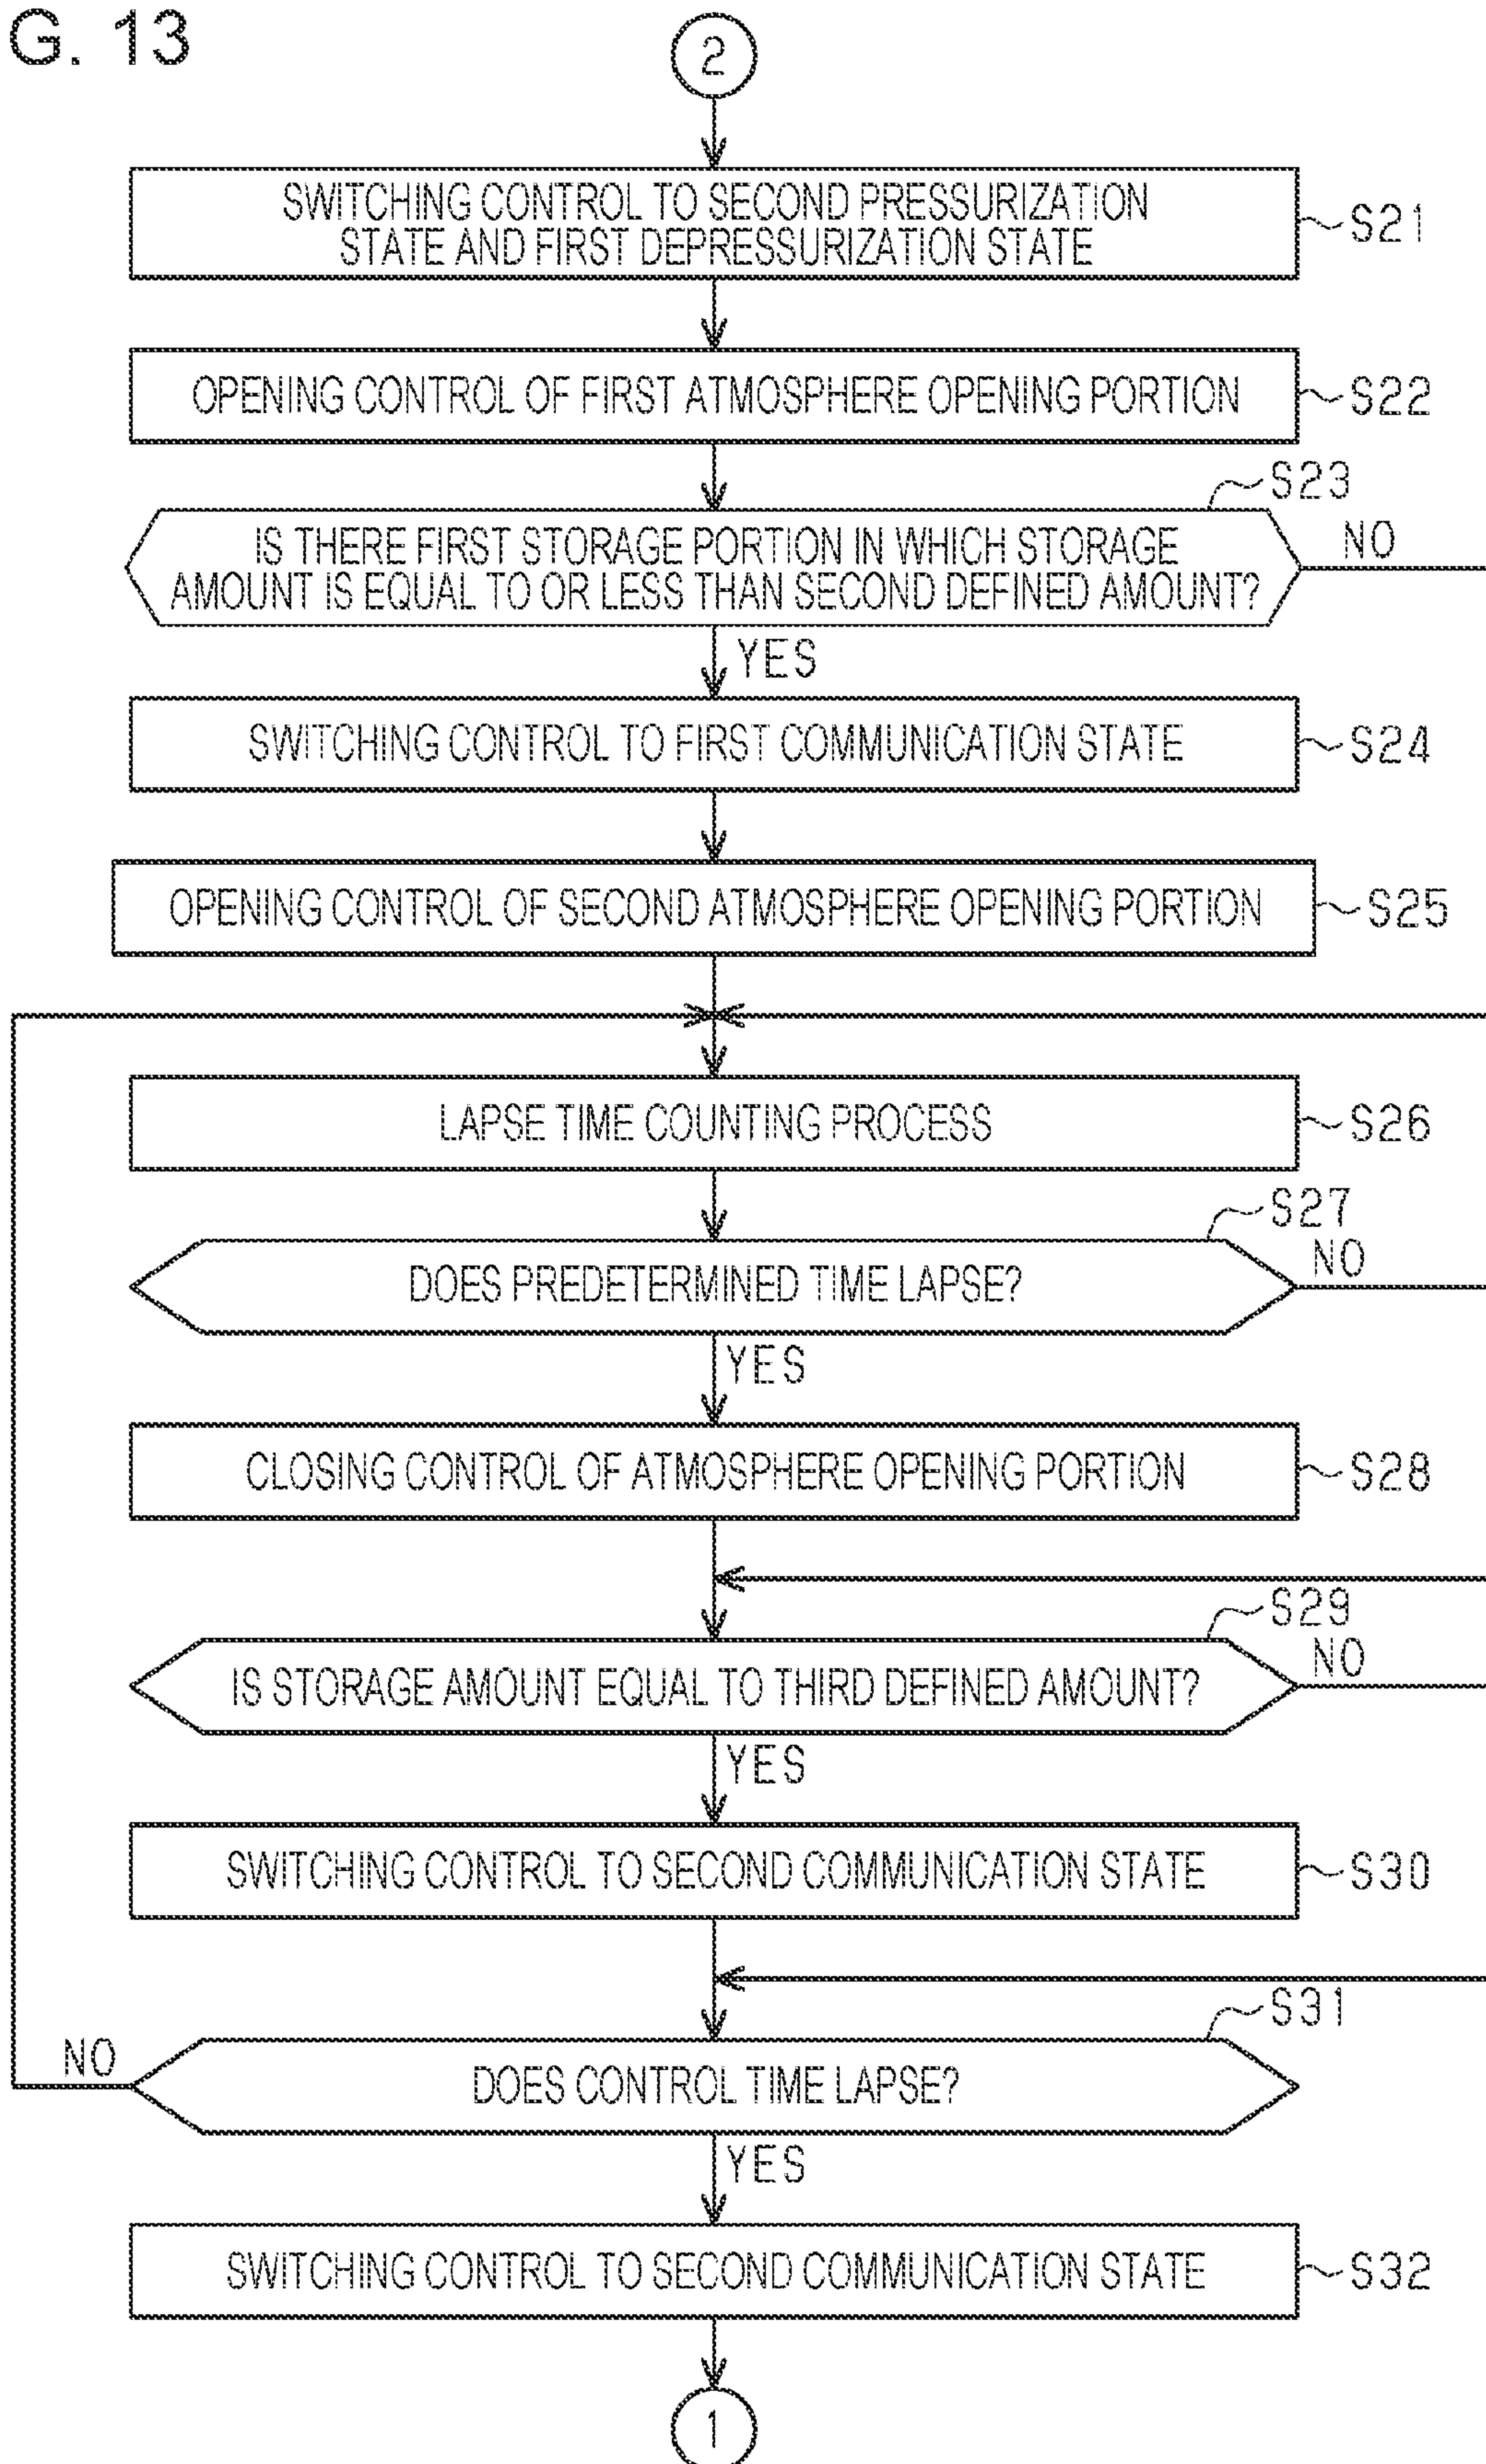 G. 13
2
SWITCHING CONTROL TO SECOND PRESSURIZATION
STATE AND FIRST DEPRESSURIZATION STATE
S21
OPENING CONTROL OF FIRST ATMOSPHERE OPENING PORTION
S22
S23
IS THERE FIRST STORAGE PORTION IN WHICH STORAGE
AMOUNT IS EQUAL TO OR LESS THAN SECOND DEFINED AMOUNT?
NO
YES
SWITCHING CONTROL TO FIRST COMMUNICATION STATE
S24
OPENING CONTROL OF SECOND ATMOSPHERE OPENING PORTION
S25
LAPSE TIME COUNTING PROCESS
S26
S27
DOES PREDETERMINED TIME LAPSE?
NO
YES
CLOSING CONTROL OF ATMOSPHERE OPENING PORTION
S28
S29
IS STORAGE AMOUNT EQUAL TO THIRD DEFINED AMOUNT?
NO
YES
SWITCHING CONTROL TO SECOND COMMUNICATION STATE
S30
S31
NO
DOES CONTROL TIME LAPSE?
YES
SWITCHING CONTROL TO SECOND COMMUNICATION STATE
S32
1